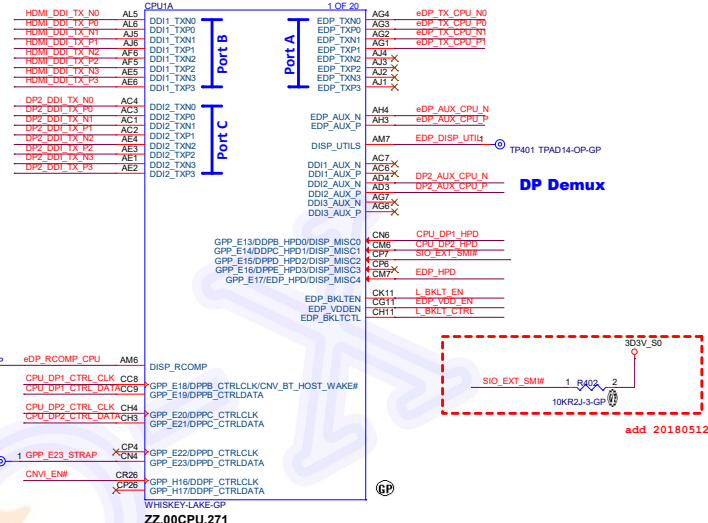 CPU1A
1 OF 20
HDMI_DDI_TX_N0 AL5 DDI1_TXN0
HDMI_DDI_TX_P0 AL6 DDI1_TXP0
HDMI_DDI_TX_N1 AJ5 DDI1_TXN1
HDMI_DDI_TX_P1 AJ6 DDI1_TXP1
HDMI_DDI_TX_N2 AF6 DDI1_TXN2
HDMI_DDI_TX_P2 AF5 DDI1_TXP2
HDMI_DDI_TX_N3 AE5 DDI1_TXN3
HDMI_DDI_TX_P3 AE6 DDI1_TXP3
Port B
Port A
EDP_TXN0 AG4 eDP_TX_CPU_N0
EDP_TXP0 AG3 eDP_TX_CPU_P0
EDP_TXN1 AG2 eDP_TX_CPU_N1
EDP_TXP1 AG1 eDP_TX_CPU_P1
EDP_TXN2 AJ4
EDP_TXP2 AJ3
EDP_TXN3 AJ2
EDP_TXP3 AJ1
DP2_DDI_TX_N0 AC4 DDI2_TXN0
DP2_DDI_TX_P0 AC3 DDI2_TXP0
DP2_DDI_TX_N1 AC1 DDI2_TXN1
DP2_DDI_TX_P1 AC2 DDI2_TXP1
DP2_DDI_TX_N2 AE4 DDI2_TXN2
DP2_DDI_TX_P2 AE3 DDI2_TXP2
DP2_DDI_TX_N3 AE1 DDI2_TXN3
DP2_DDI_TX_P3 AE2 DDI2_TXP3
Port C
EDP_AUX_N AH4 eDP_AUX_CPU_N
EDP_AUX_P AH3 eDP_AUX_CPU_P
DISP_UTILS AM7 EDP_DISP_UTIL 1 TP401 TPAD14-OP-GP
DDI1_AUX_N AC7
DDI1_AUX_P AC6
DDI2_AUX_N AD4 DP2_AUX_CPU_N
DDI2_AUX_P AD3 DP2_AUX_CPU_P
DDI3_AUX_N AG7
DDI3_AUX_P AG6
DP Demux
GPP_E13/DDPB_HPD0/DISP_MISC0 CN6 CPU_DP1_HPD
GPP_E14/DDPC_HPD1/DISP_MISC1 CM6 CPU_DP2_HPD
GPP_E15/DPPD_HPD2/DISP_MISC2 CP7 SIO_EXT_SMI#
GPP_E16/DPPE_HPD3/DISP_MISC3 CP6
GPP_E17/EDP_HPD/DISP_MISC4 CM7 EDP_HPD
EDP_BKLTEN CK11 L_BKLT_EN
EDP_VDDEN CG11 EDP_VDD_EN
EDP_BKLTCTL CH11 L_BKLT_CTRL
eDP_RCOMP_CPU AM6 DISP_RCOMP
CPU_DP1_CTRL_CLK CC8 GPP_E18/DPPB_CTRLCLK/CNV_BT_HOST_WAKE#
CPU_DP1_CTRL_DATA CC9 GPP_E19/DPPB_CTRLDATA
CPU_DP2_CTRL_CLK CH4 GPP_E20/DPPC_CTRLCLK
CPU_DP2_CTRL_DATA CH3 GPP_E21/DPPC_CTRLDATA
CP4 GPP_E22/DPPD_CTRLCLK
1 GPP_E23_STRAP CN4 GPP_E23/DPPD_CTRLDATA
CNVI_EN# CR26 GPP_H16/DDPF_CTRLCLK
CP26 GPP_H17/DDPF_CTRLDATA
WHISKEY-LAKE-GP
ZZ.00CPU.271
GP
3D3V_S0
SIO_EXT_SMI# 1 R402 2
10KR2J-3-GP
add 20180512